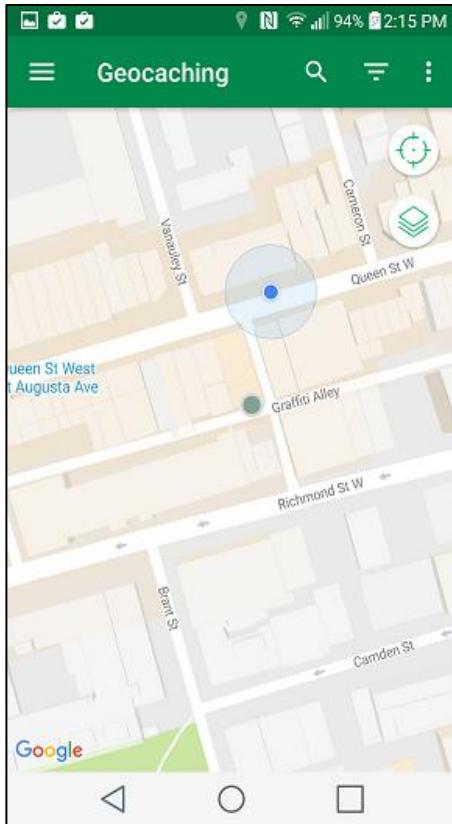 94% 2:15 PM
Geocaching
Cameron St
Vanauley St
Queen St W
ueen St West
t Augusta Ave
Graffiti Alley
Richmond St W
Brant St
Camden St
Google